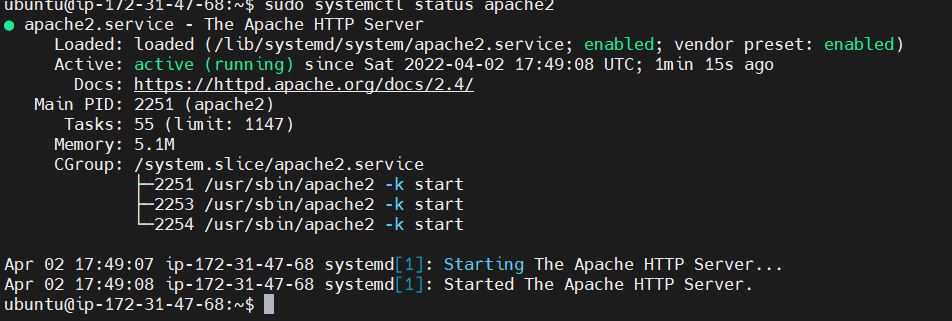 ubuntu@ip-172-31-47-68:~$ sudo systemctl status apache2
● apache2.service - The Apache HTTP Server
     Loaded: loaded (/lib/systemd/system/apache2.service; enabled; vendor preset: enabled)
     Active: active (running) since Sat 2022-04-02 17:49:08 UTC; 1min 15s ago
       Docs: https://httpd.apache.org/docs/2.4/
   Main PID: 2251 (apache2)
      Tasks: 55 (limit: 1147)
     Memory: 5.1M
     CGroup: /system.slice/apache2.service
             ├─2251 /usr/sbin/apache2 -k start
             ├─2253 /usr/sbin/apache2 -k start
             └─2254 /usr/sbin/apache2 -k start
Apr 02 17:49:07 ip-172-31-47-68 systemd[1]: Starting The Apache HTTP Server...
Apr 02 17:49:08 ip-172-31-47-68 systemd[1]: Started The Apache HTTP Server.
ubuntu@ip-172-31-47-68:~$